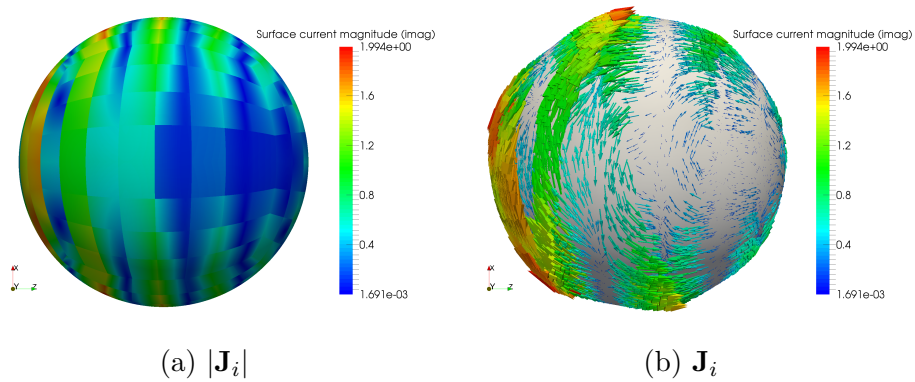 Surface current magnitude (imag)
1.994e+00
1.6
1.2
0.8
0.4
1.691e-03
X
Y Z
(a) |J_i|
Surface current magnitude (imag)
1.994e+00
1.6
1.2
0.8
0.4
1.691e-03
X
Y Z
(b) J_i